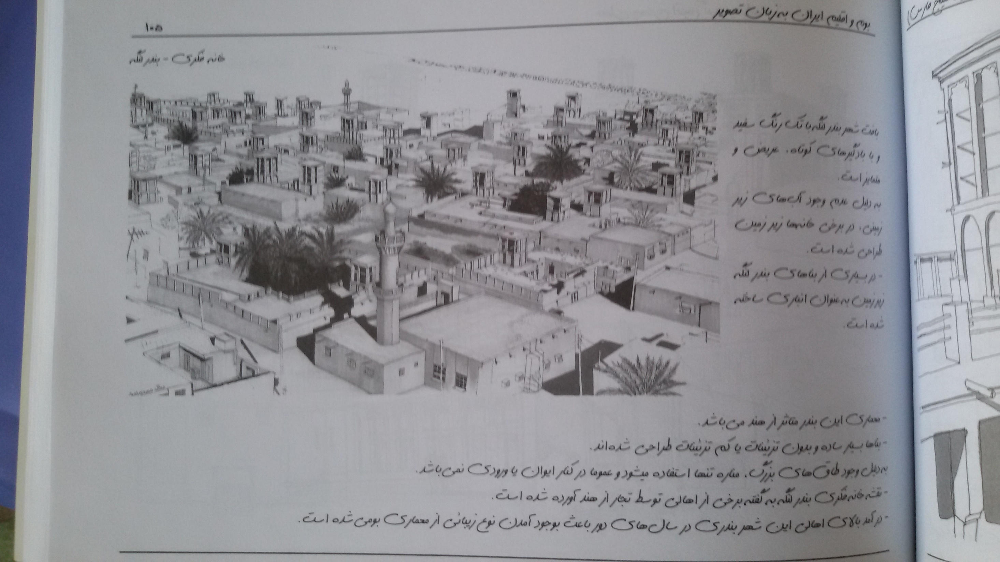 بوم و اقلیم ایران به زبان تصویر
۱۰۵
خانه فکری - بندر لنگه
بافت شهر بندر لنگه با تک رنگ سفید
و با بادگیرهای کوتاه، عریض و
متمایز است.
به دلیل عدم وجود آب‌های زیر
زمینی، در برخی خانه‌ها زیر زمین
طراحی شده است.
- در بسیاری از بناهای بندر لنگه
زیر زمین به عنوان انباری ساخته
شده است.
- معماری این بندر متاثر از هند می باشد.
- بناها بسیار ساده و بدون تزئینات یا کم تزئینات طراحی شده‌اند.
به دلیل وجود طاق‌های بزرگ، مناره تنها استفاده میشود و عموما در کنار ایوان یا ورودی نمی باشد.
- نقشه خانه فکری بندر لنگه به گفته برخی از اهالی توسط تجار از هند آورده شده است.
- درآمد بالای اهالی این شهر بندری در سال‌های دور باعث بوجود آمدن نوع زیبائی از معماری بومی شده است.